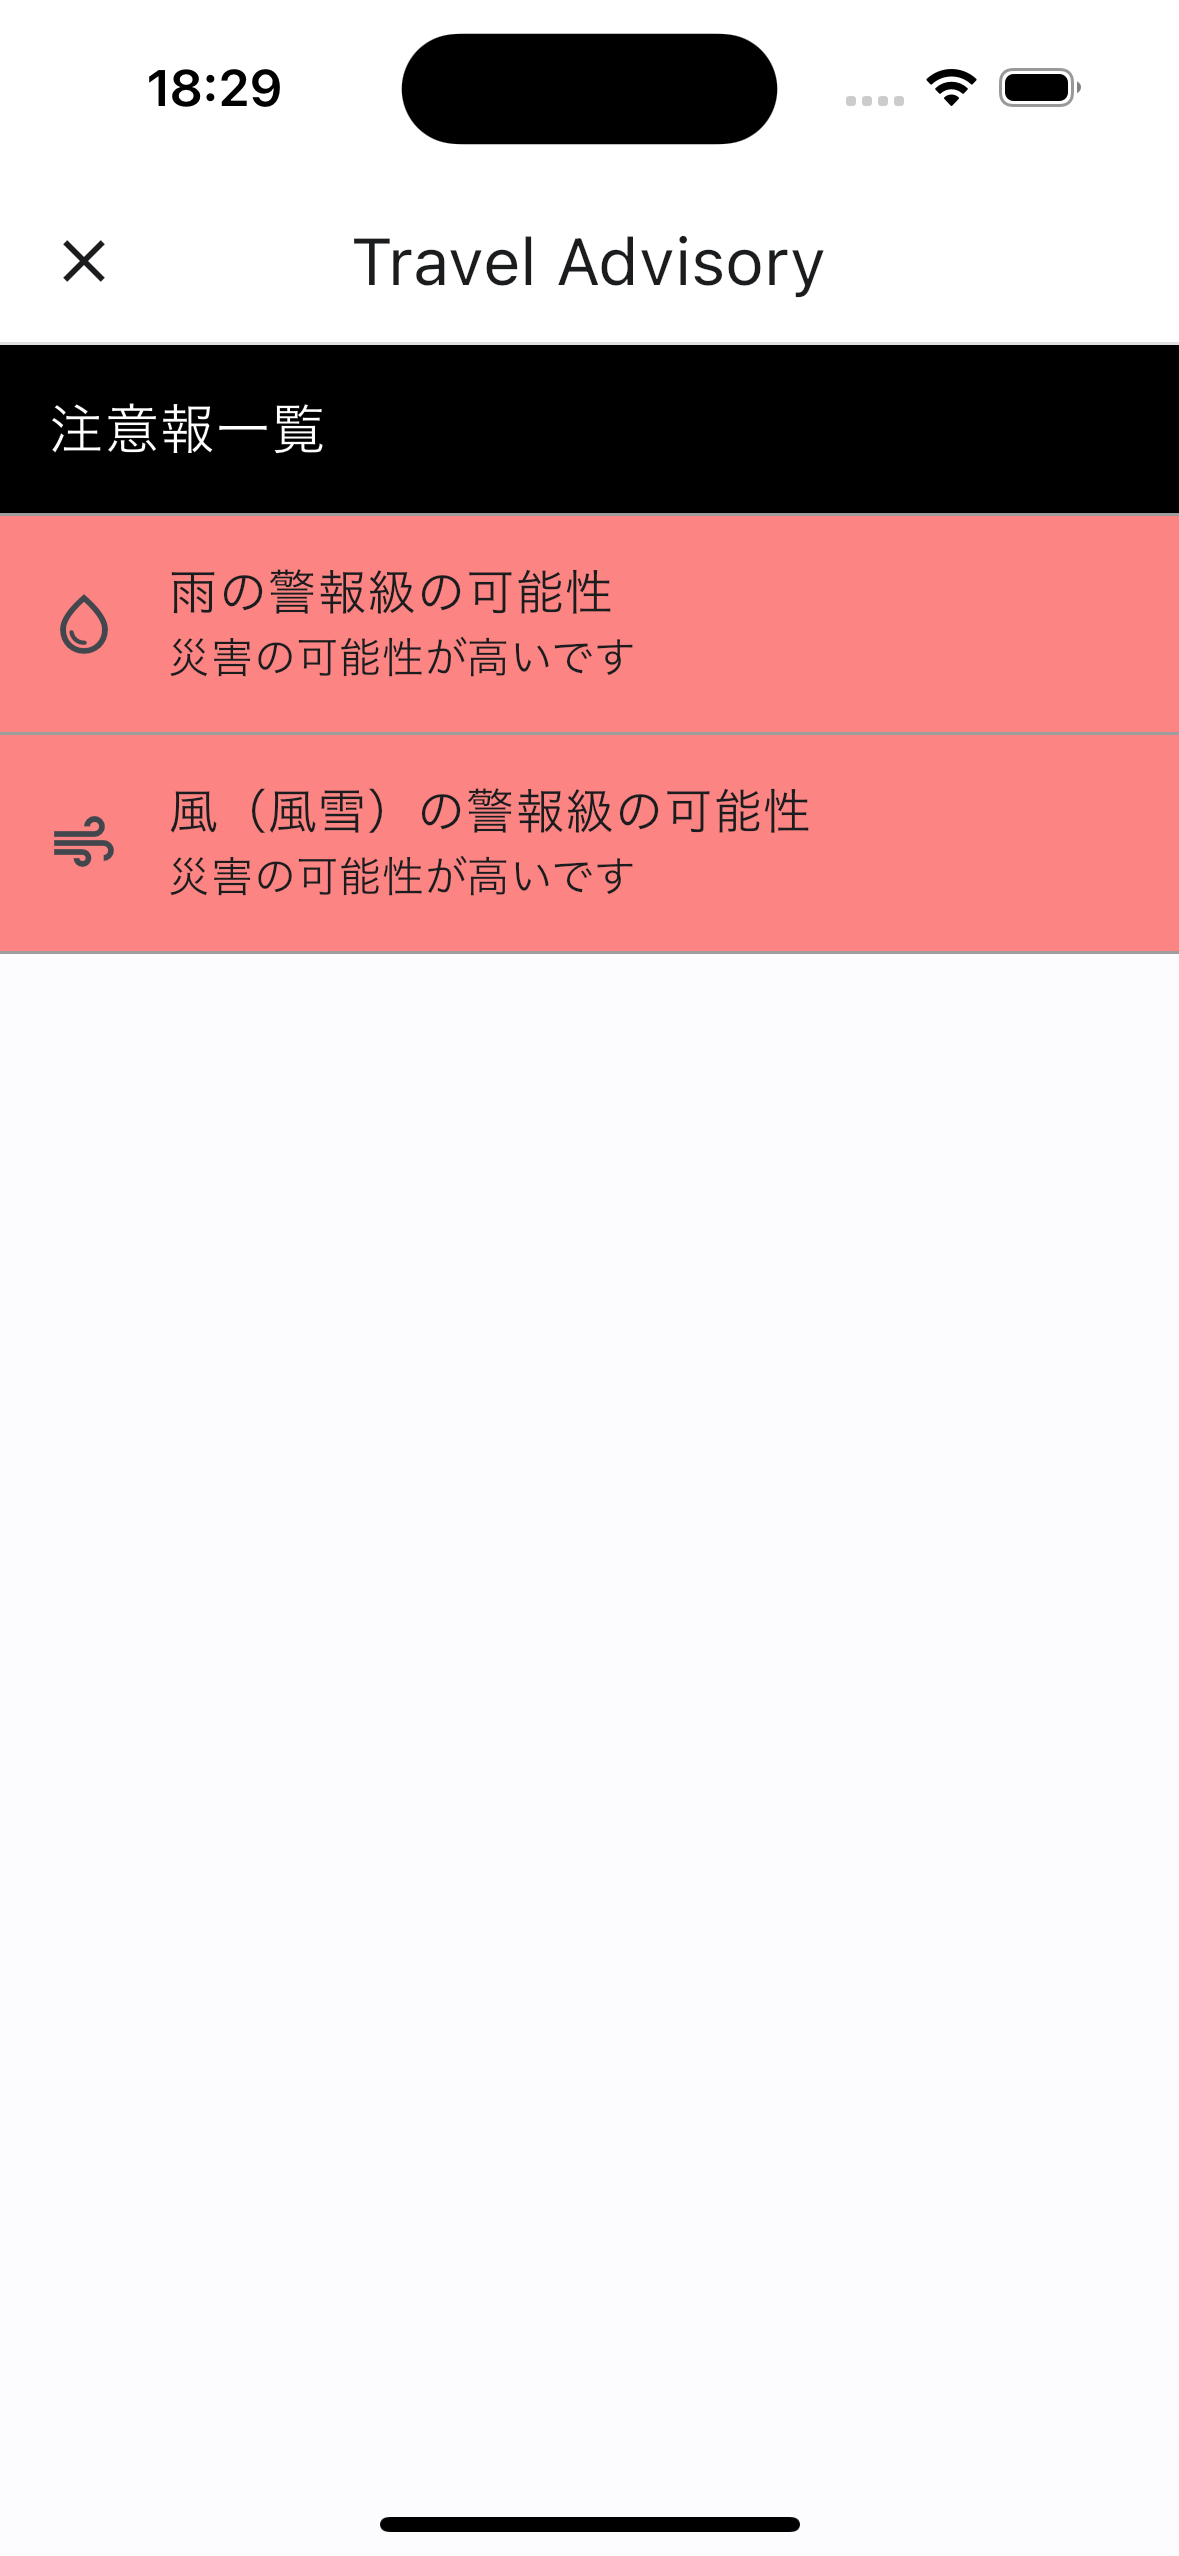 18:29
Travel Advisory
注意報一覧
雨の警報級の可能性
災害の可能性が高いです
風（風雪）の警報級の可能性
災害の可能性が高いです